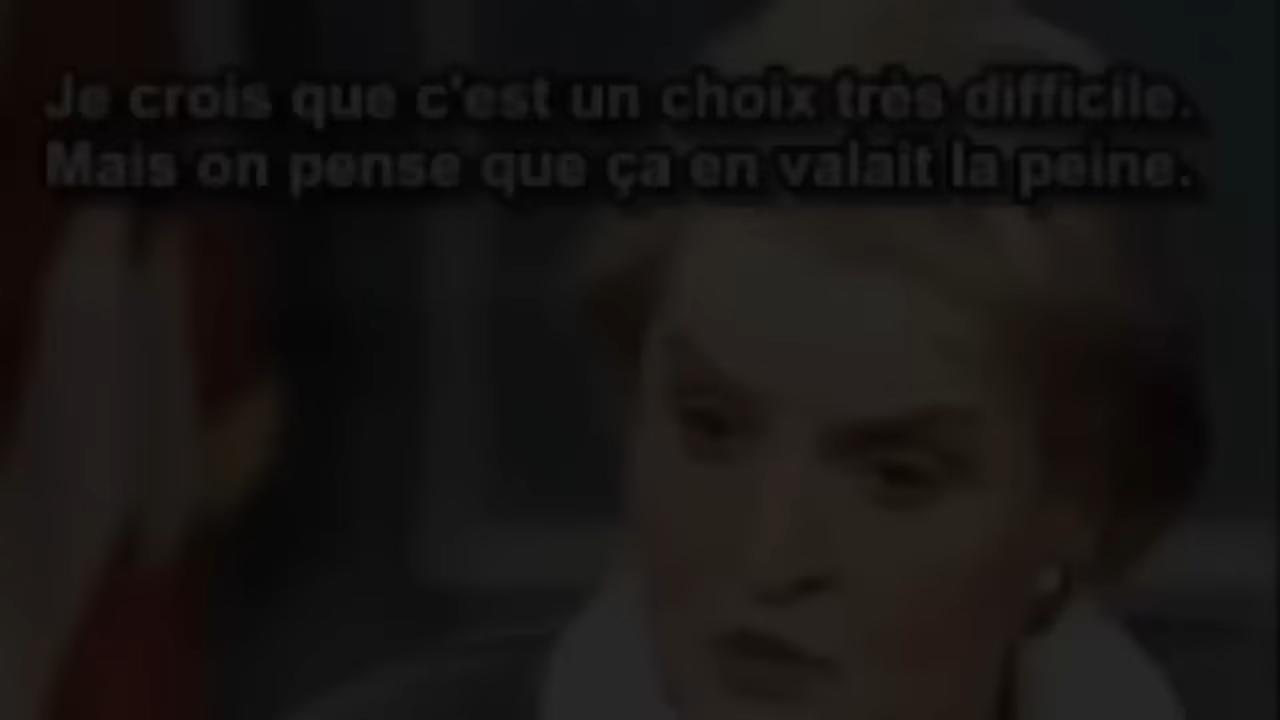 Je crois que c'est un choix très difficile.
Mais on pense que ça en valait la peine.